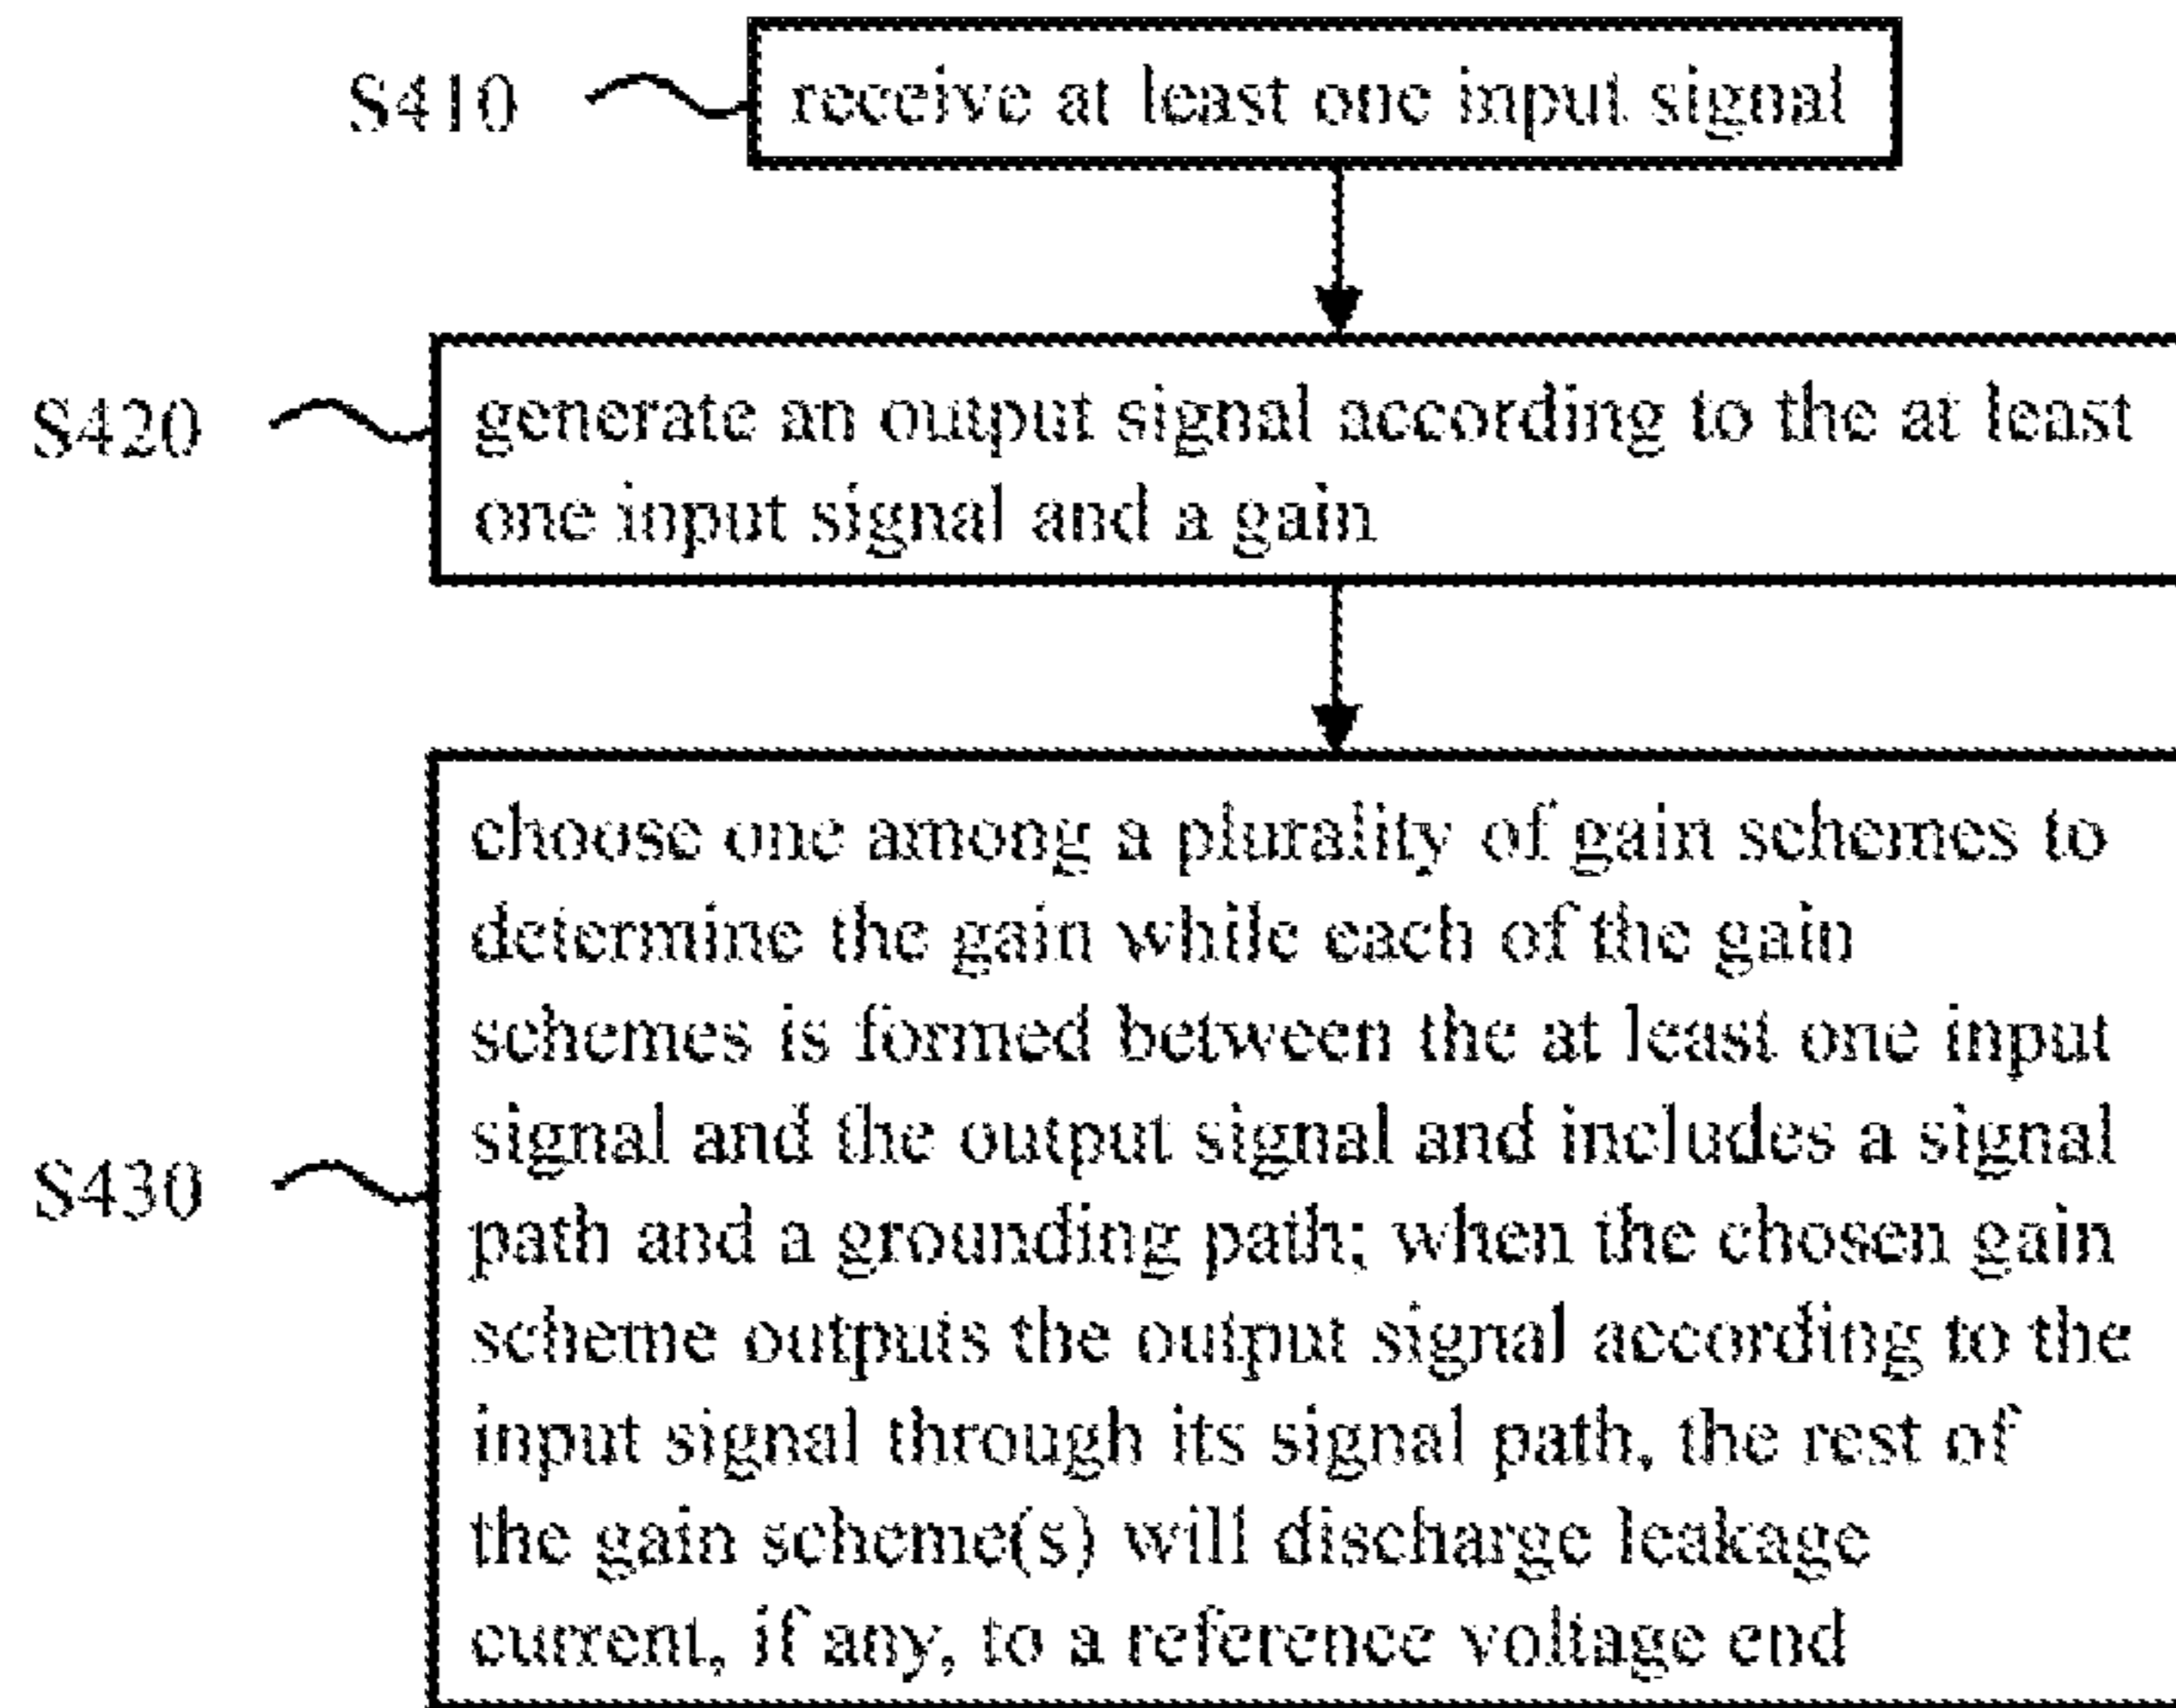 S410
receive at least one input signal
S420
generate an output signal according to the at least
one input signal and a gain
S430
choose one among a plurality of gain schemes to
determine the gain while each of the gain
schemes is formed between the at least one input
signal and the output signal and includes a signal
path and a grounding path; when the chosen gain
scheme outputs the output signal according to the
input signal through its signal path, the rest of
the gain scheme(s) will discharge leakage
current, if any, to a reference voltage end